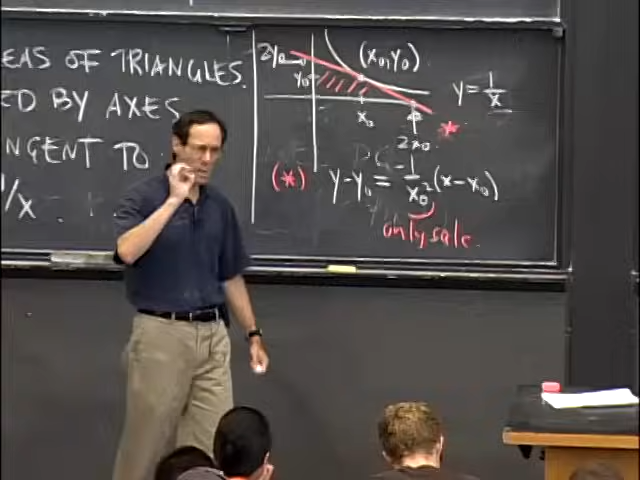 EAS OF TRIANGLES
ED BY AXES
NGENT TO
1/x
2y₀
(x₀, y₀)
y₀
y = 1/x
x₀
2x₀
*
(*) y-y₀ = -1/x₀² (x-x₀)
only